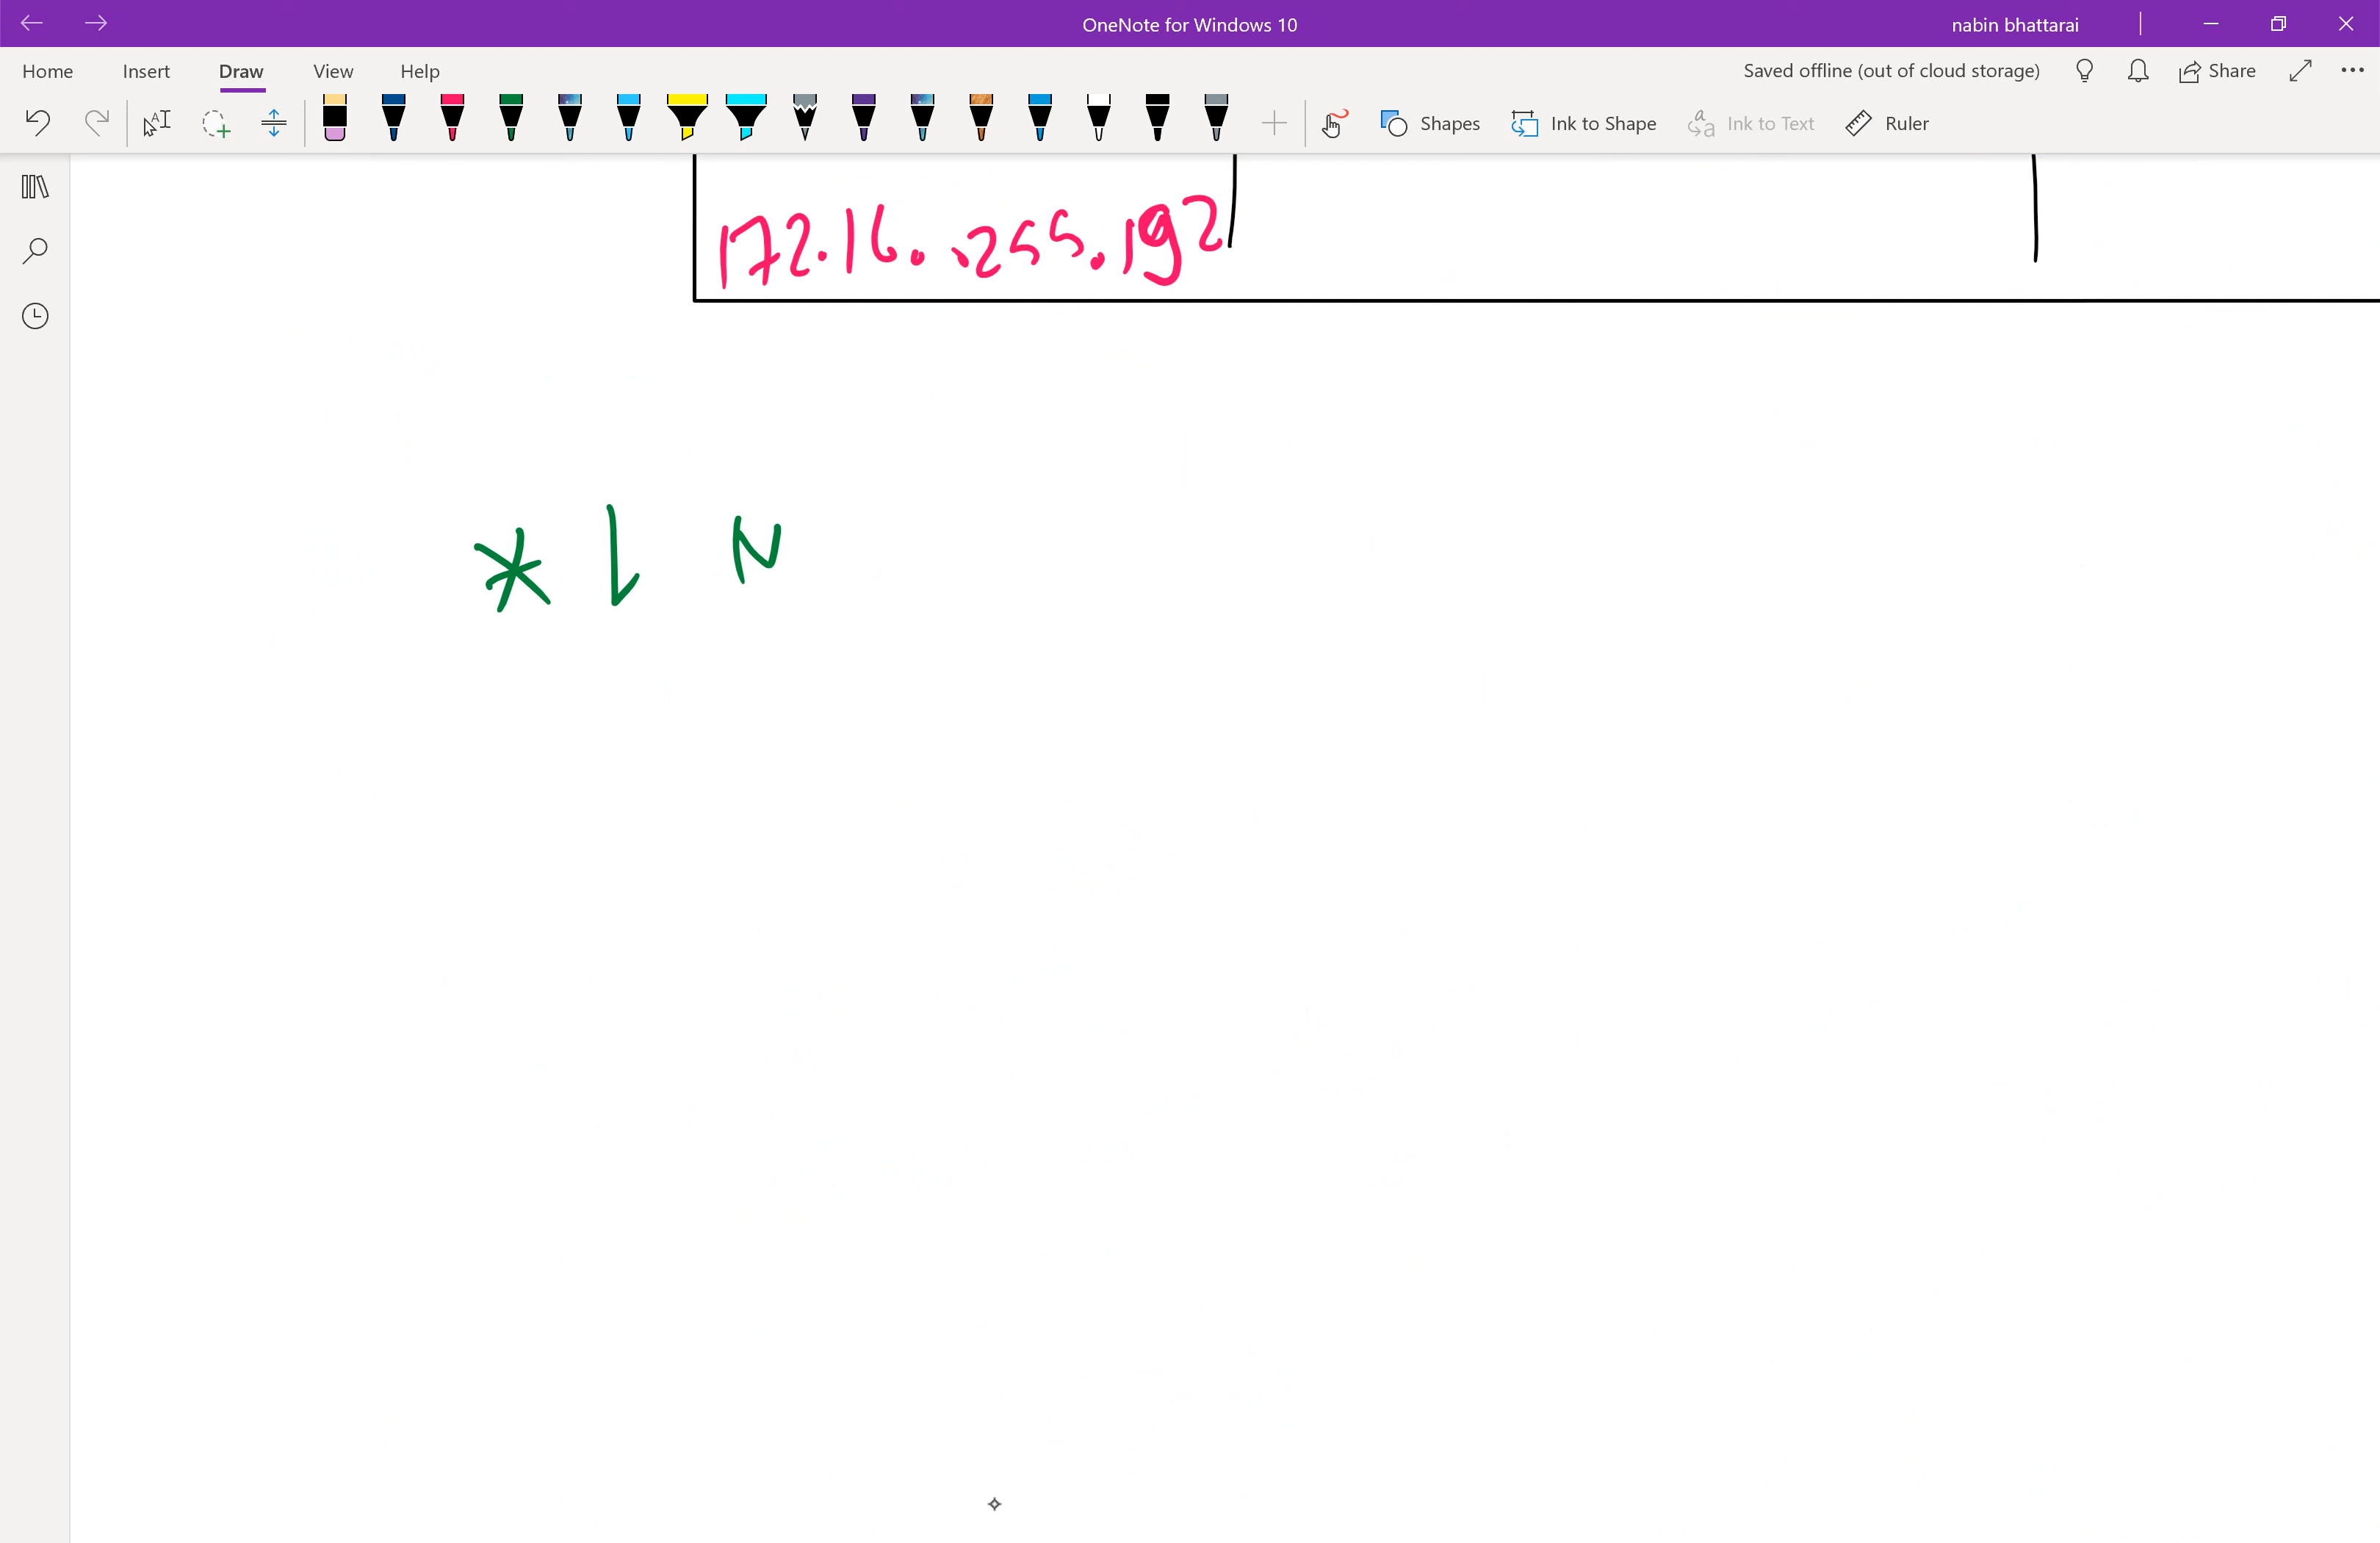 OneNote for Windows 10
nabin bhattarai
Home Insert Draw View Help
Saved offline (out of cloud storage)
Share
Shapes
Ink to Shape
Ink to Text
Ruler
172.16. .255.192